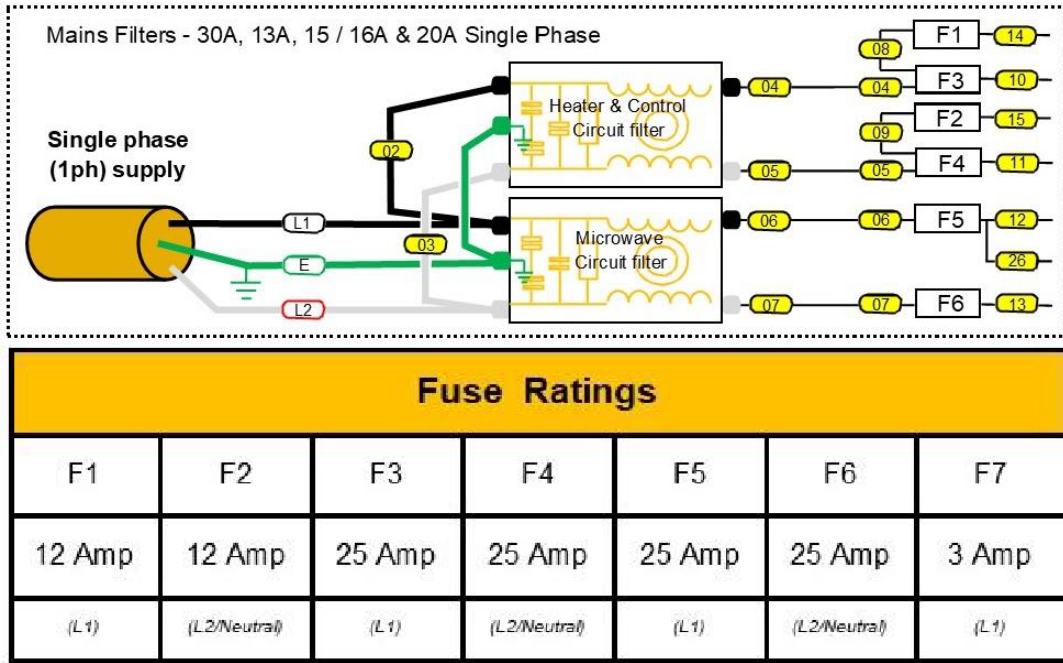 Mains Filters - 30A, 13A, 15 / 16A & 20A Single Phase
F1
14
08
04
04
F3
10
Heater & Control
Circuit filter
F2
15
09
02
Single phase
(1ph) supply
05
05
F4
11
L1
03
06
06
F5
12
Microwave
Circuit filter
E
26
L2
07
07
F6
13
Fuse Ratings
F1 F2 F3 F4 F5 F6 F7
12 Amp 12 Amp 25 Amp 25 Amp 25 Amp 25 Amp 3 Amp
(L1) (L2/Neutral) (L1) (L2/Neutral) (L1) (L2/Neutral) (L1)